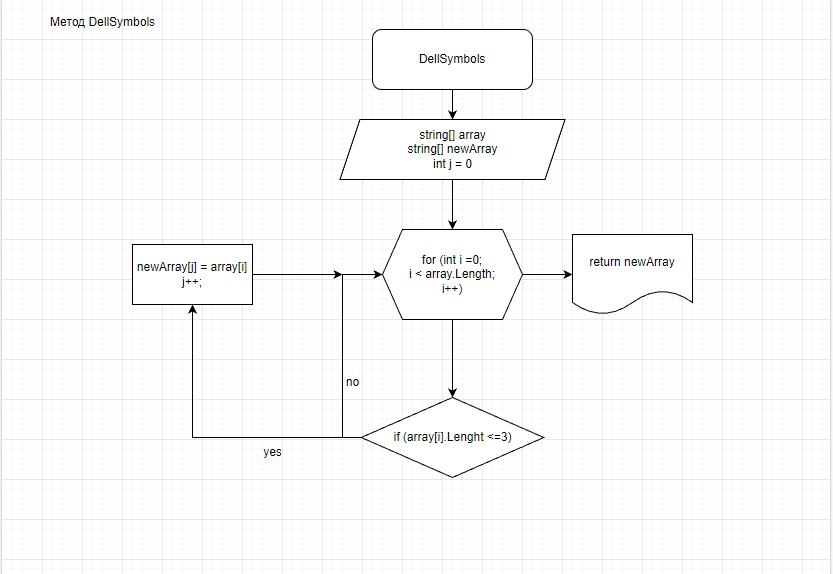 Метод DellSymbols
DellSymbols
string[] array
string[] newArray
int j = 0
for (int i =0;
i < array.Length;
i++)
return newArray
newArray[j] = array[i]
j++;
no
if (array[i].Lenght <=3)
yes